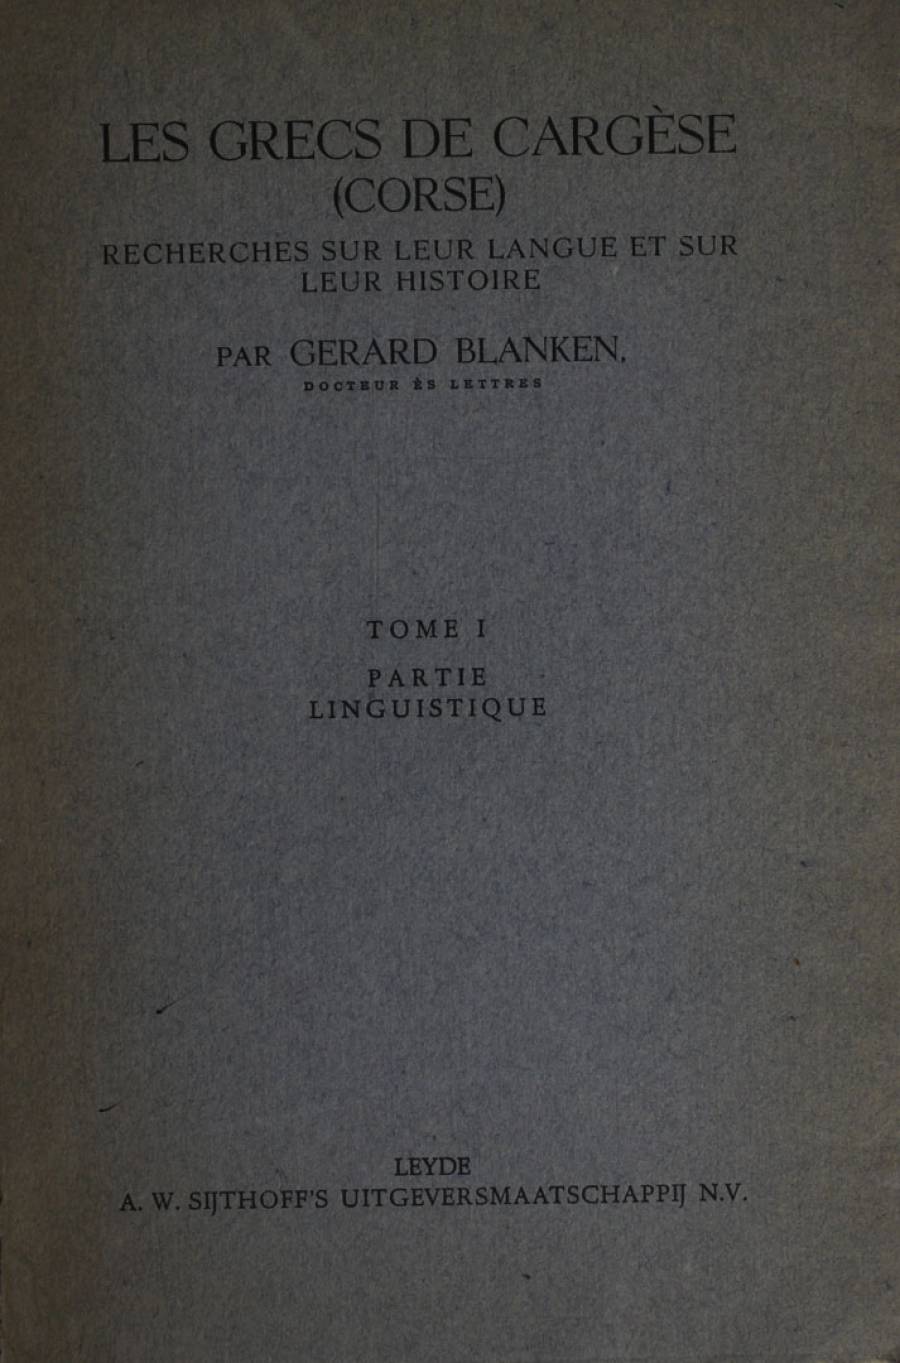 LES GRECS DE CARGÈSE
(CORSE)
RECHERCHES SUR LEUR LANGUE ET SUR
LEUR HISTOIRE
PAR GERARD BLANKEN,
DOCTEUR ÈS LETTRES
TOME I
PARTIE
LINGUISTIQUE
LEYDE
A. W. SIJTHOFF'S UITGEVERSMAATSCHAPPIJ N.V.